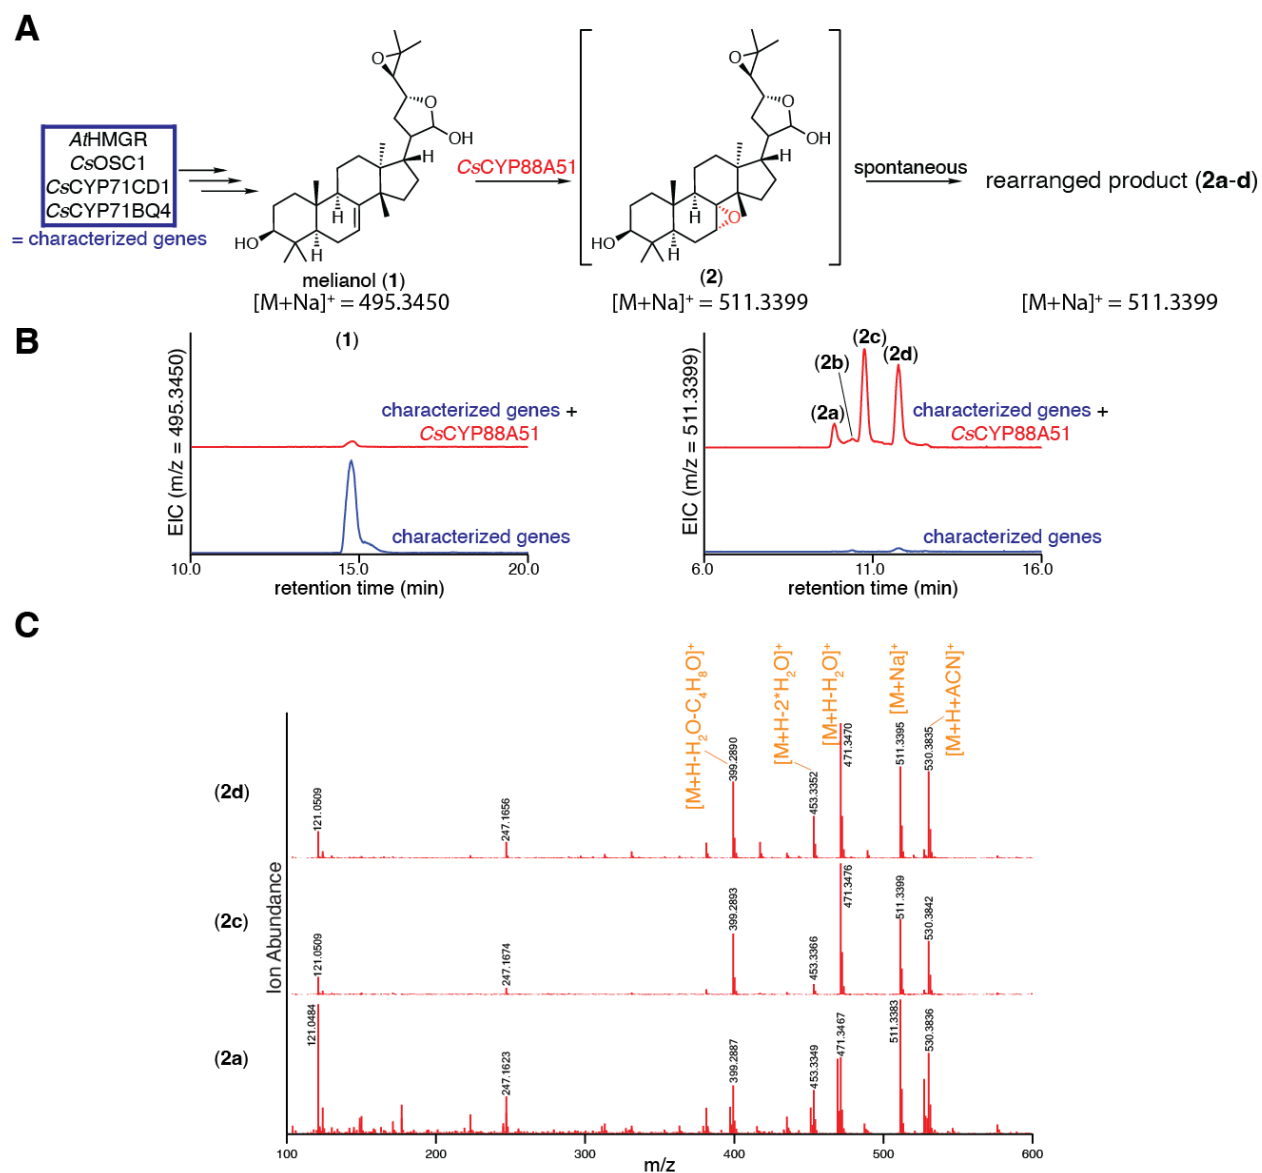 A
AtHMGR
CsOSC1
CsCYP71CD1
CsCYP71BQ4
= characterized genes
O
O
OH
H
H
H
HO
H
melianol (1)
[M+Na]⁺ = 495.3450
CsCYP88A51
O
O
OH
H
H
O
HO
H
(2)
[M+Na]⁺ = 511.3399
spontaneous
rearranged product (2a-d)
[M+Na]⁺ = 511.3399
B
EIC (m/z = 495.3450)
(1)
characterized genes +
CsCYP88A51
characterized genes
10.0 15.0 20.0
retention time (min)
EIC (m/z = 511.3399)
(2a)
(2b)
(2c)
(2d)
characterized genes +
CsCYP88A51
characterized genes
6.0 11.0 16.0
retention time (min)
C
[M+H-H₂O-C₄H₈O]⁺
[M+H-2*H₂O]⁺
[M+H-H₂O]⁺
[M+Na]⁺
[M+H+ACN]⁺
Ion Abundance
(2d)
121.0509
247.1656
399.2890
453.3352
471.3470
511.3395
530.3835
(2c)
121.0509
247.1674
399.2893
453.3366
471.3476
511.3399
530.3842
(2a)
121.0484
247.1623
399.2887
453.3349
471.3467
511.3383
530.3836
100 200 300 400 500 600
m/z